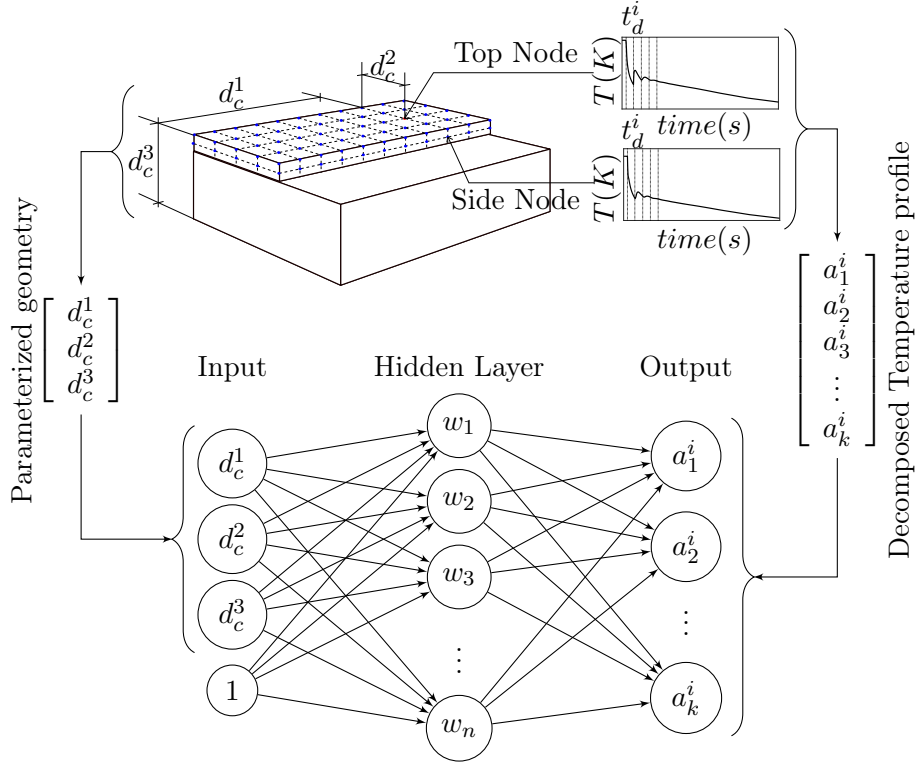 t_d^i
d_c^2
Top Node
T(K)
d_c^1
time(s)
t_d^i
d_c^3
Side Node
T(K)
time(s)
Parameterized geometry
d_c^1
d_c^2
d_c^3
Decomposed Temperature profile
a_1^i
a_2^i
a_3^i
⋮
a_k^i
Input
Hidden Layer
Output
d_c^1
d_c^2
d_c^3
1
w_1
w_2
w_3
⋮
w_n
a_1^i
a_2^i
⋮
a_k^i